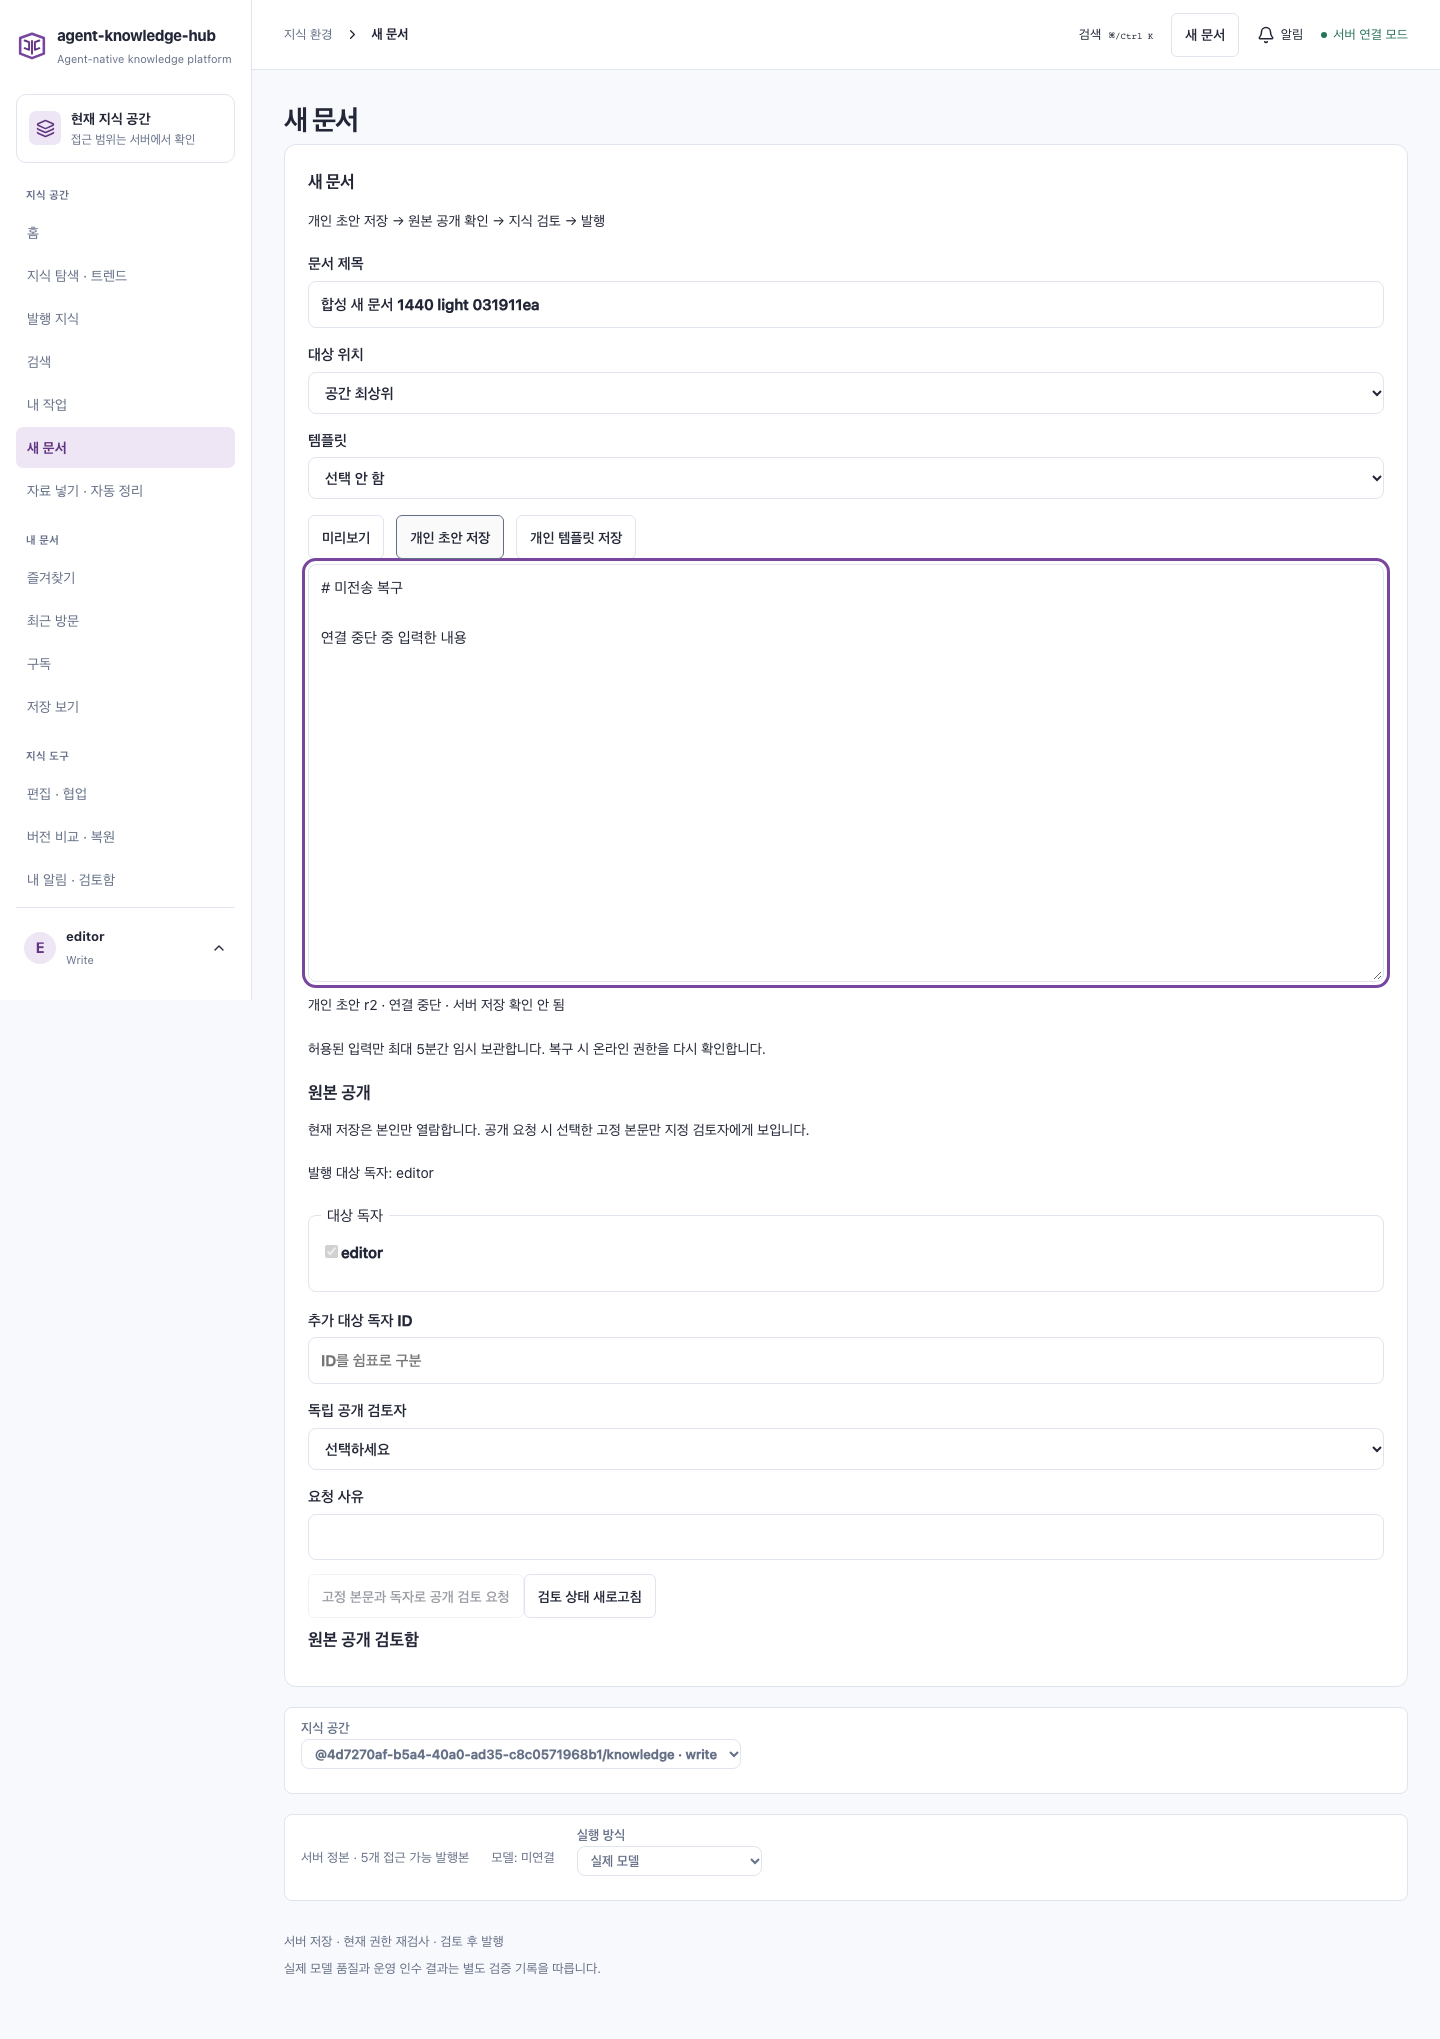 agent-knowledge-hub
Agent-native knowledge platform
현재 지식 공간
접근 범위는 서버에서 확인
지식 공간
홈
지식 탐색 · 트렌드
발행 지식
검색
내 작업
새 문서
자료 넣기 · 자동 정리
내 문서
즐겨찾기
최근 방문
구독
저장 보기
지식 도구
편집 · 협업
버전 비교 · 복원
내 알림 · 검토함
E
editor
Write
지식 환경 > 새 문서
검색 ⌘/Ctrl K
새 문서
알림
서버 연결 모드
새 문서
새 문서
개인 초안 저장 → 원본 공개 확인 → 지식 검토 → 발행
문서 제목
합성 새 문서 1440 light 031911ea
대상 위치
공간 최상위
템플릿
선택 안 함
미리보기
개인 초안 저장
개인 템플릿 저장
# 미전송 복구
연결 중단 중 입력한 내용
개인 초안 r2 · 연결 중단 · 서버 저장 확인 안 됨
허용된 입력만 최대 5분간 임시 보관합니다. 복구 시 온라인 권한을 다시 확인합니다.
원본 공개
현재 저장은 본인만 열람합니다. 공개 요청 시 선택한 고정 본문만 지정 검토자에게 보입니다.
발행 대상 독자: editor
대상 독자
editor
추가 대상 독자 ID
ID를 쉼표로 구분
독립 공개 검토자
선택하세요
요청 사유
고정 본문과 독자로 공개 검토 요청
검토 상태 새로고침
원본 공개 검토함
지식 공간
@4d7270af-b5a4-40a0-ad35-c8c0571968b1/knowledge · write
서버 정본 · 5개 접근 가능 발행본
모델: 미연결
실행 방식
실제 모델
서버 저장 · 현재 권한 재검사 · 검토 후 발행
실제 모델 품질과 운영 인수 결과는 별도 검증 기록을 따릅니다.